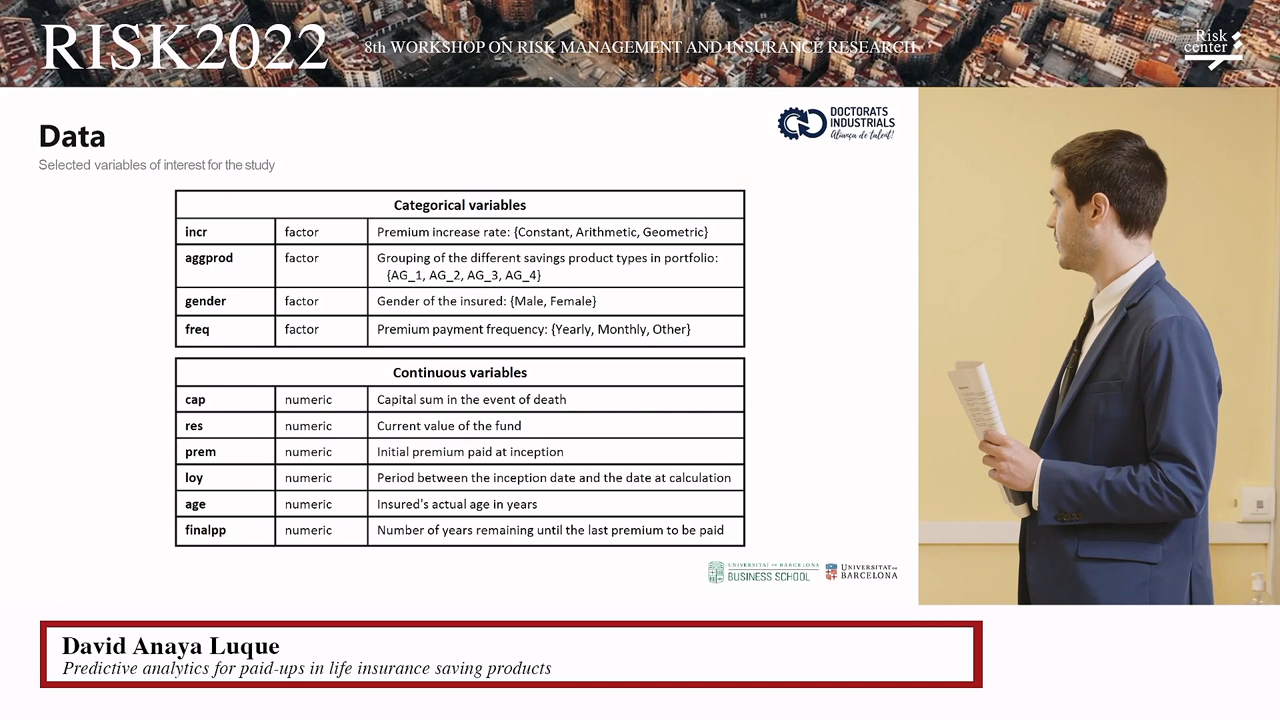 RISK2022
8th WORKSHOP ON RISK MANAGEMENT AND INSURANCE RESEARCH
Risk
center
DOCTORATS
INDUSTRIALS
Aliança de talent!
Data
Selected variables of interest for the study
Categorical variables
incr factor Premium increase rate: {Constant, Arithmetic, Geometric}
aggprod factor Grouping of the different savings product types in portfolio:
{AG_1, AG_2, AG_3, AG_4}
gender factor Gender of the insured: {Male, Female}
freq factor Premium payment frequency: {Yearly, Monthly, Other}
Continuous variables
cap numeric Capital sum in the event of death
res numeric Current value of the fund
prem numeric Initial premium paid at inception
loy numeric Period between the inception date and the date at calculation
age numeric Insured's actual age in years
finalpp numeric Number of years remaining until the last premium to be paid
UNIVERSITAT DE BARCELONA
BUSINESS SCHOOL
UNIVERSITAT DE
BARCELONA
David Anaya Luque
Predictive analytics for paid-ups in life insurance saving products